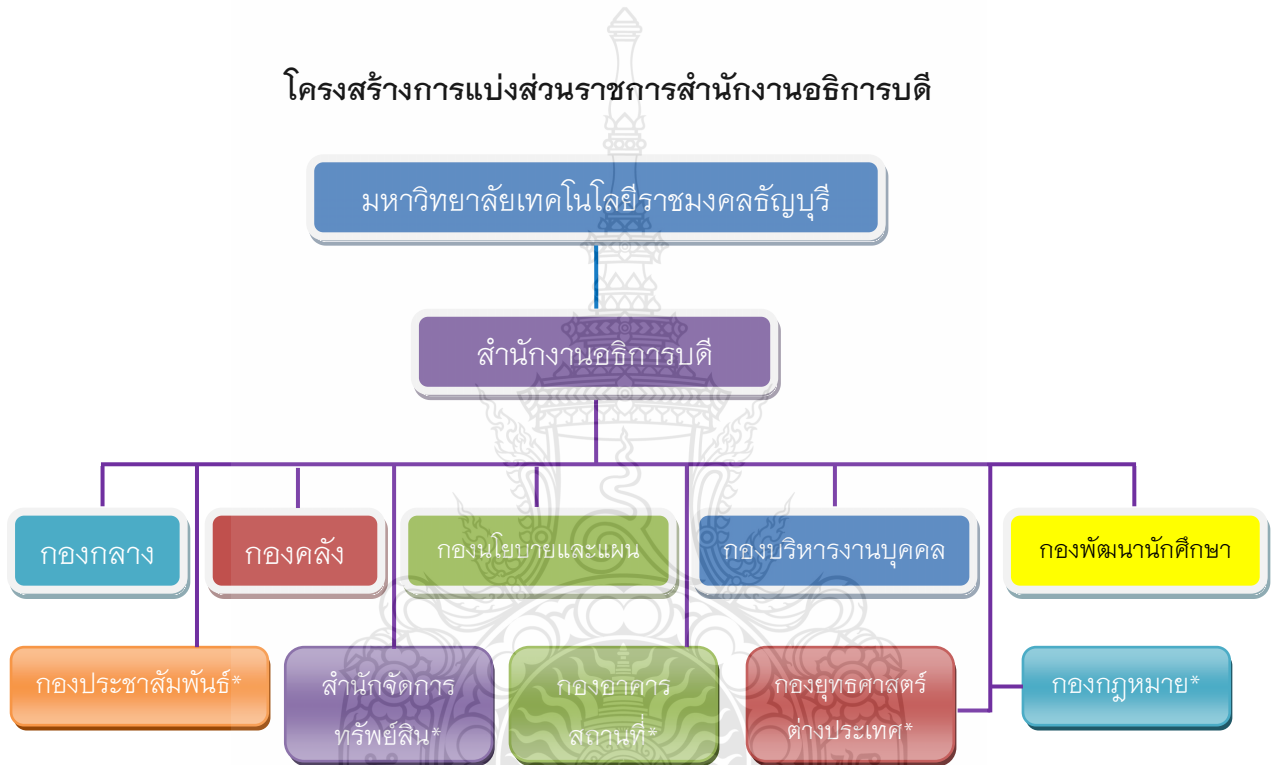 โครงสร้างการแบ่งส่วนราชการสำนักงานอธิการบดี
มหาวิทยาลัยเทคโนโลยีราชมงคลธัญบุรี
สำนักงานอธิการบดี
กองกลาง
กองคลัง
กองนโยบายและแผน
กองบริหารงานบุคคล
กองพัฒนานักศึกษา
กองประชาสัมพันธ์*
สำนักจัดการ
ทรัพย์สิน*
กองอาคาร
สถานที่*
กองยุทธศาสตร์
ต่างประเทศ*
กองกฎหมาย*